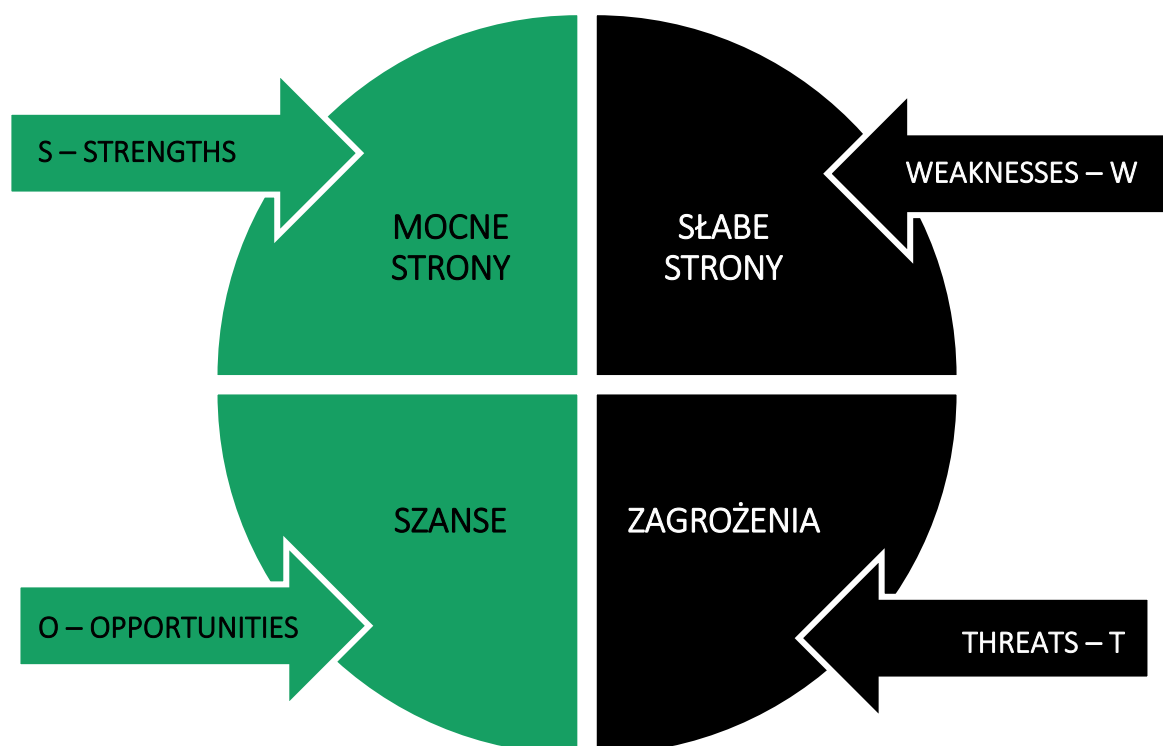 S – STRENGTHS
WEAKNESSES – W
MOCNE
STRONY
SŁABE
STRONY
SZANSE
ZAGROŻENIA
O – OPPORTUNITIES
THREATS – T